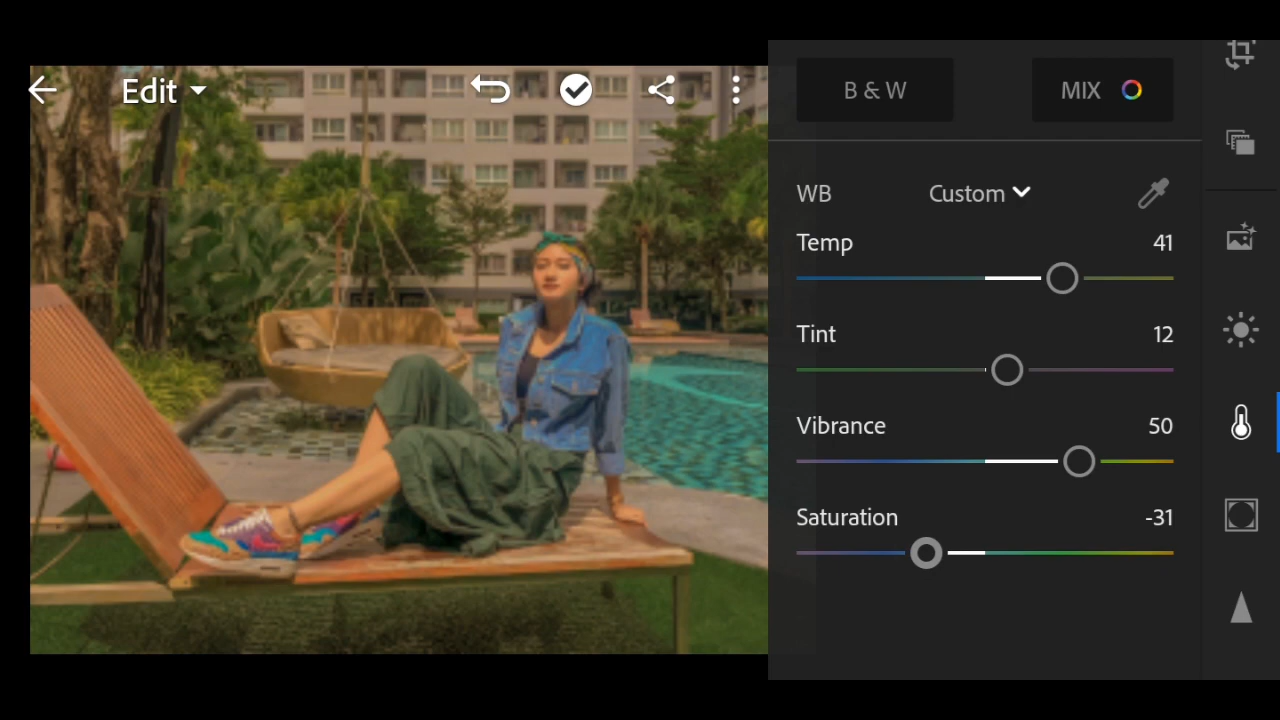 Edit
B & W
MIX
WB
Custom
Temp
41
Tint
12
Vibrance
50
Saturation
-31